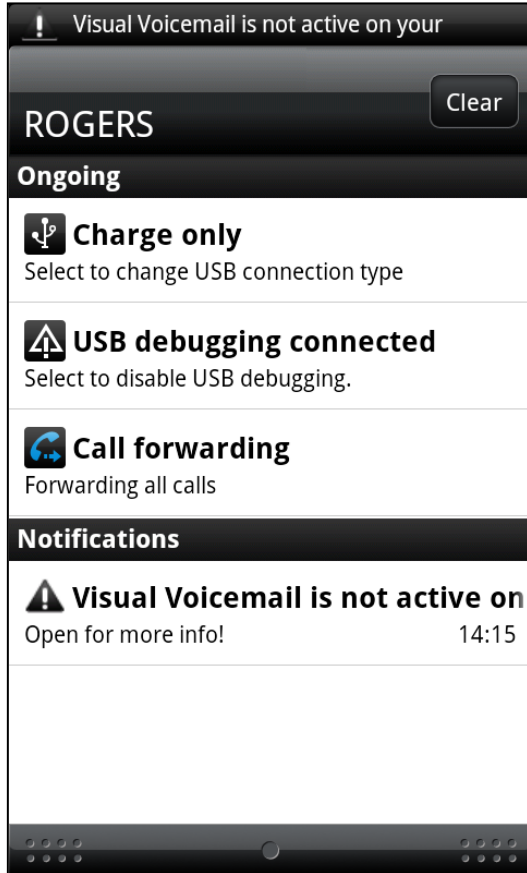 Visual Voicemail is not active on your
Clear
ROGERS
Ongoing
Charge only
Select to change USB connection type
USB debugging connected
Select to disable USB debugging.
Call forwarding
Forwarding all calls
Notifications
Visual Voicemail is not active on
Open for more info! 14:15